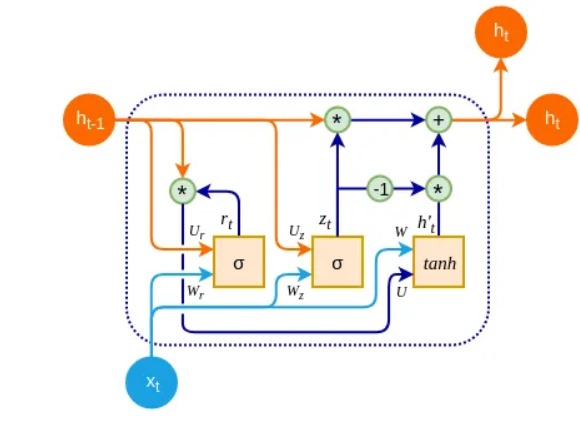 h_t
h_{t-1}
*
+
h_t
*
-1
*
r_t
z_t
h'_t
U_r
U_z
W
σ
σ
tanh
W_r
W_z
U
x_t